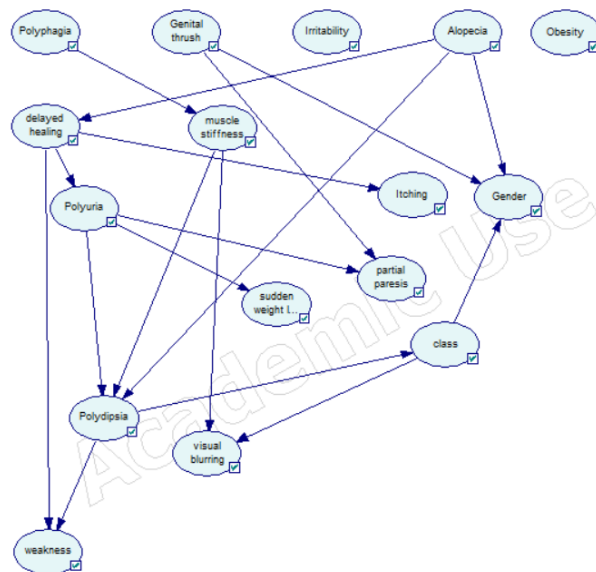 Polyphagia
Genital
thrush
Irritability
Alopecia
Obesity
delayed
healing
muscle
stiffness
Itching
Gender
Polyuria
partial
paresis
sudden
weight l...
class
Polydipsia
visual
blurring
weakness
Academic Use